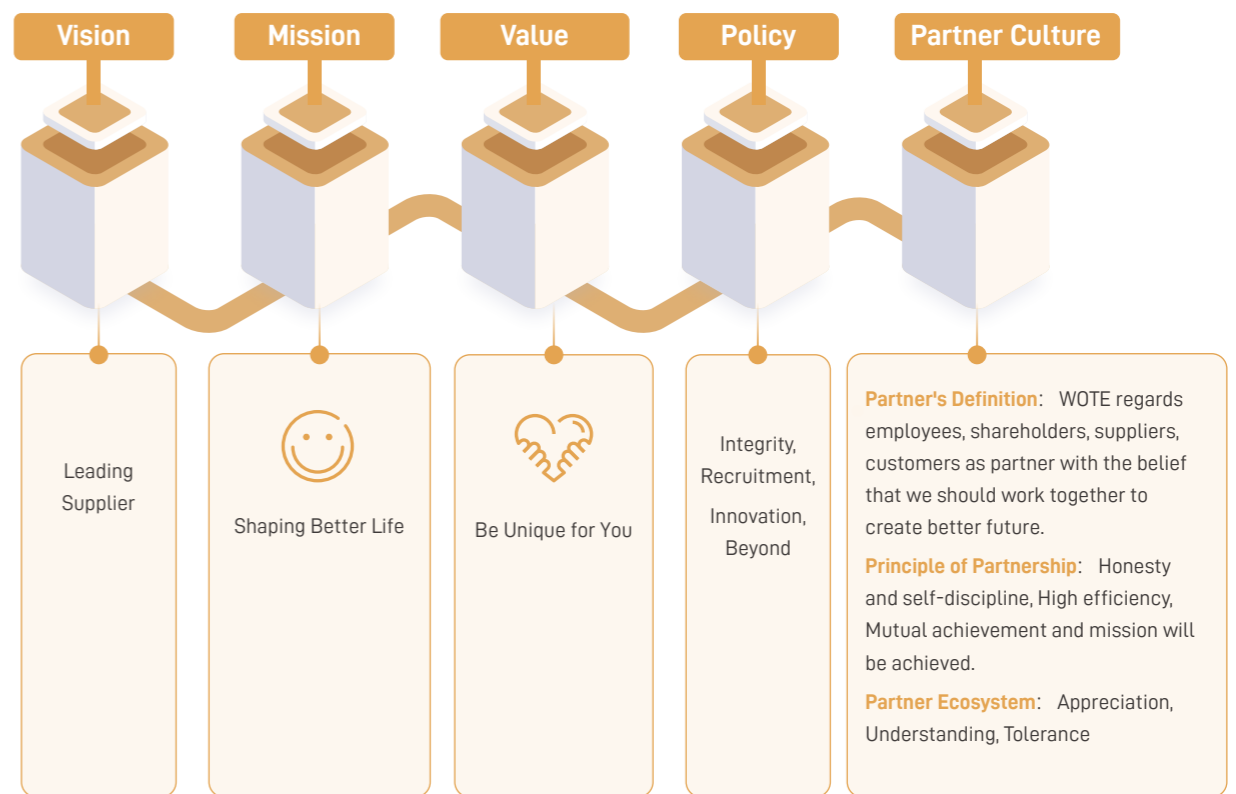 Vision
Mission
Value
Policy
Partner Culture
Leading
Supplier
Shaping Better Life
Be Unique for You
Integrity,
Recruitment,
Innovation,
Beyond
Partner's Definition： WOTE regards
employees, shareholders, suppliers,
customers as partner with the belief
that we should work together to
create better future.
Principle of Partnership： Honesty
and self-discipline, High efficiency,
Mutual achievement and mission will
be achieved.
Partner Ecosystem： Appreciation,
Understanding, Tolerance